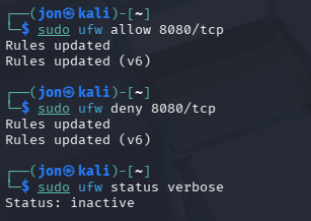 ┌──(jon㉿kali)-[~]
└─$ sudo ufw allow 8080/tcp
Rules updated
Rules updated (v6)
┌──(jon㉿kali)-[~]
└─$ sudo ufw deny 8080/tcp
Rules updated
Rules updated (v6)
┌──(jon㉿kali)-[~]
└─$ sudo ufw status verbose
Status: inactive